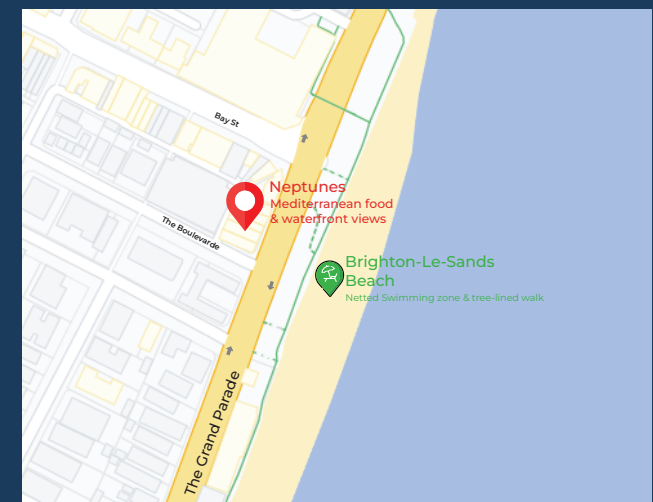 Bay St
Neptunes
Mediterranean food
& waterfront views
The Boulevarde
Brighton-Le-Sands
Beach
Netted Swimming zone & tree-lined walk
The Grand Parade